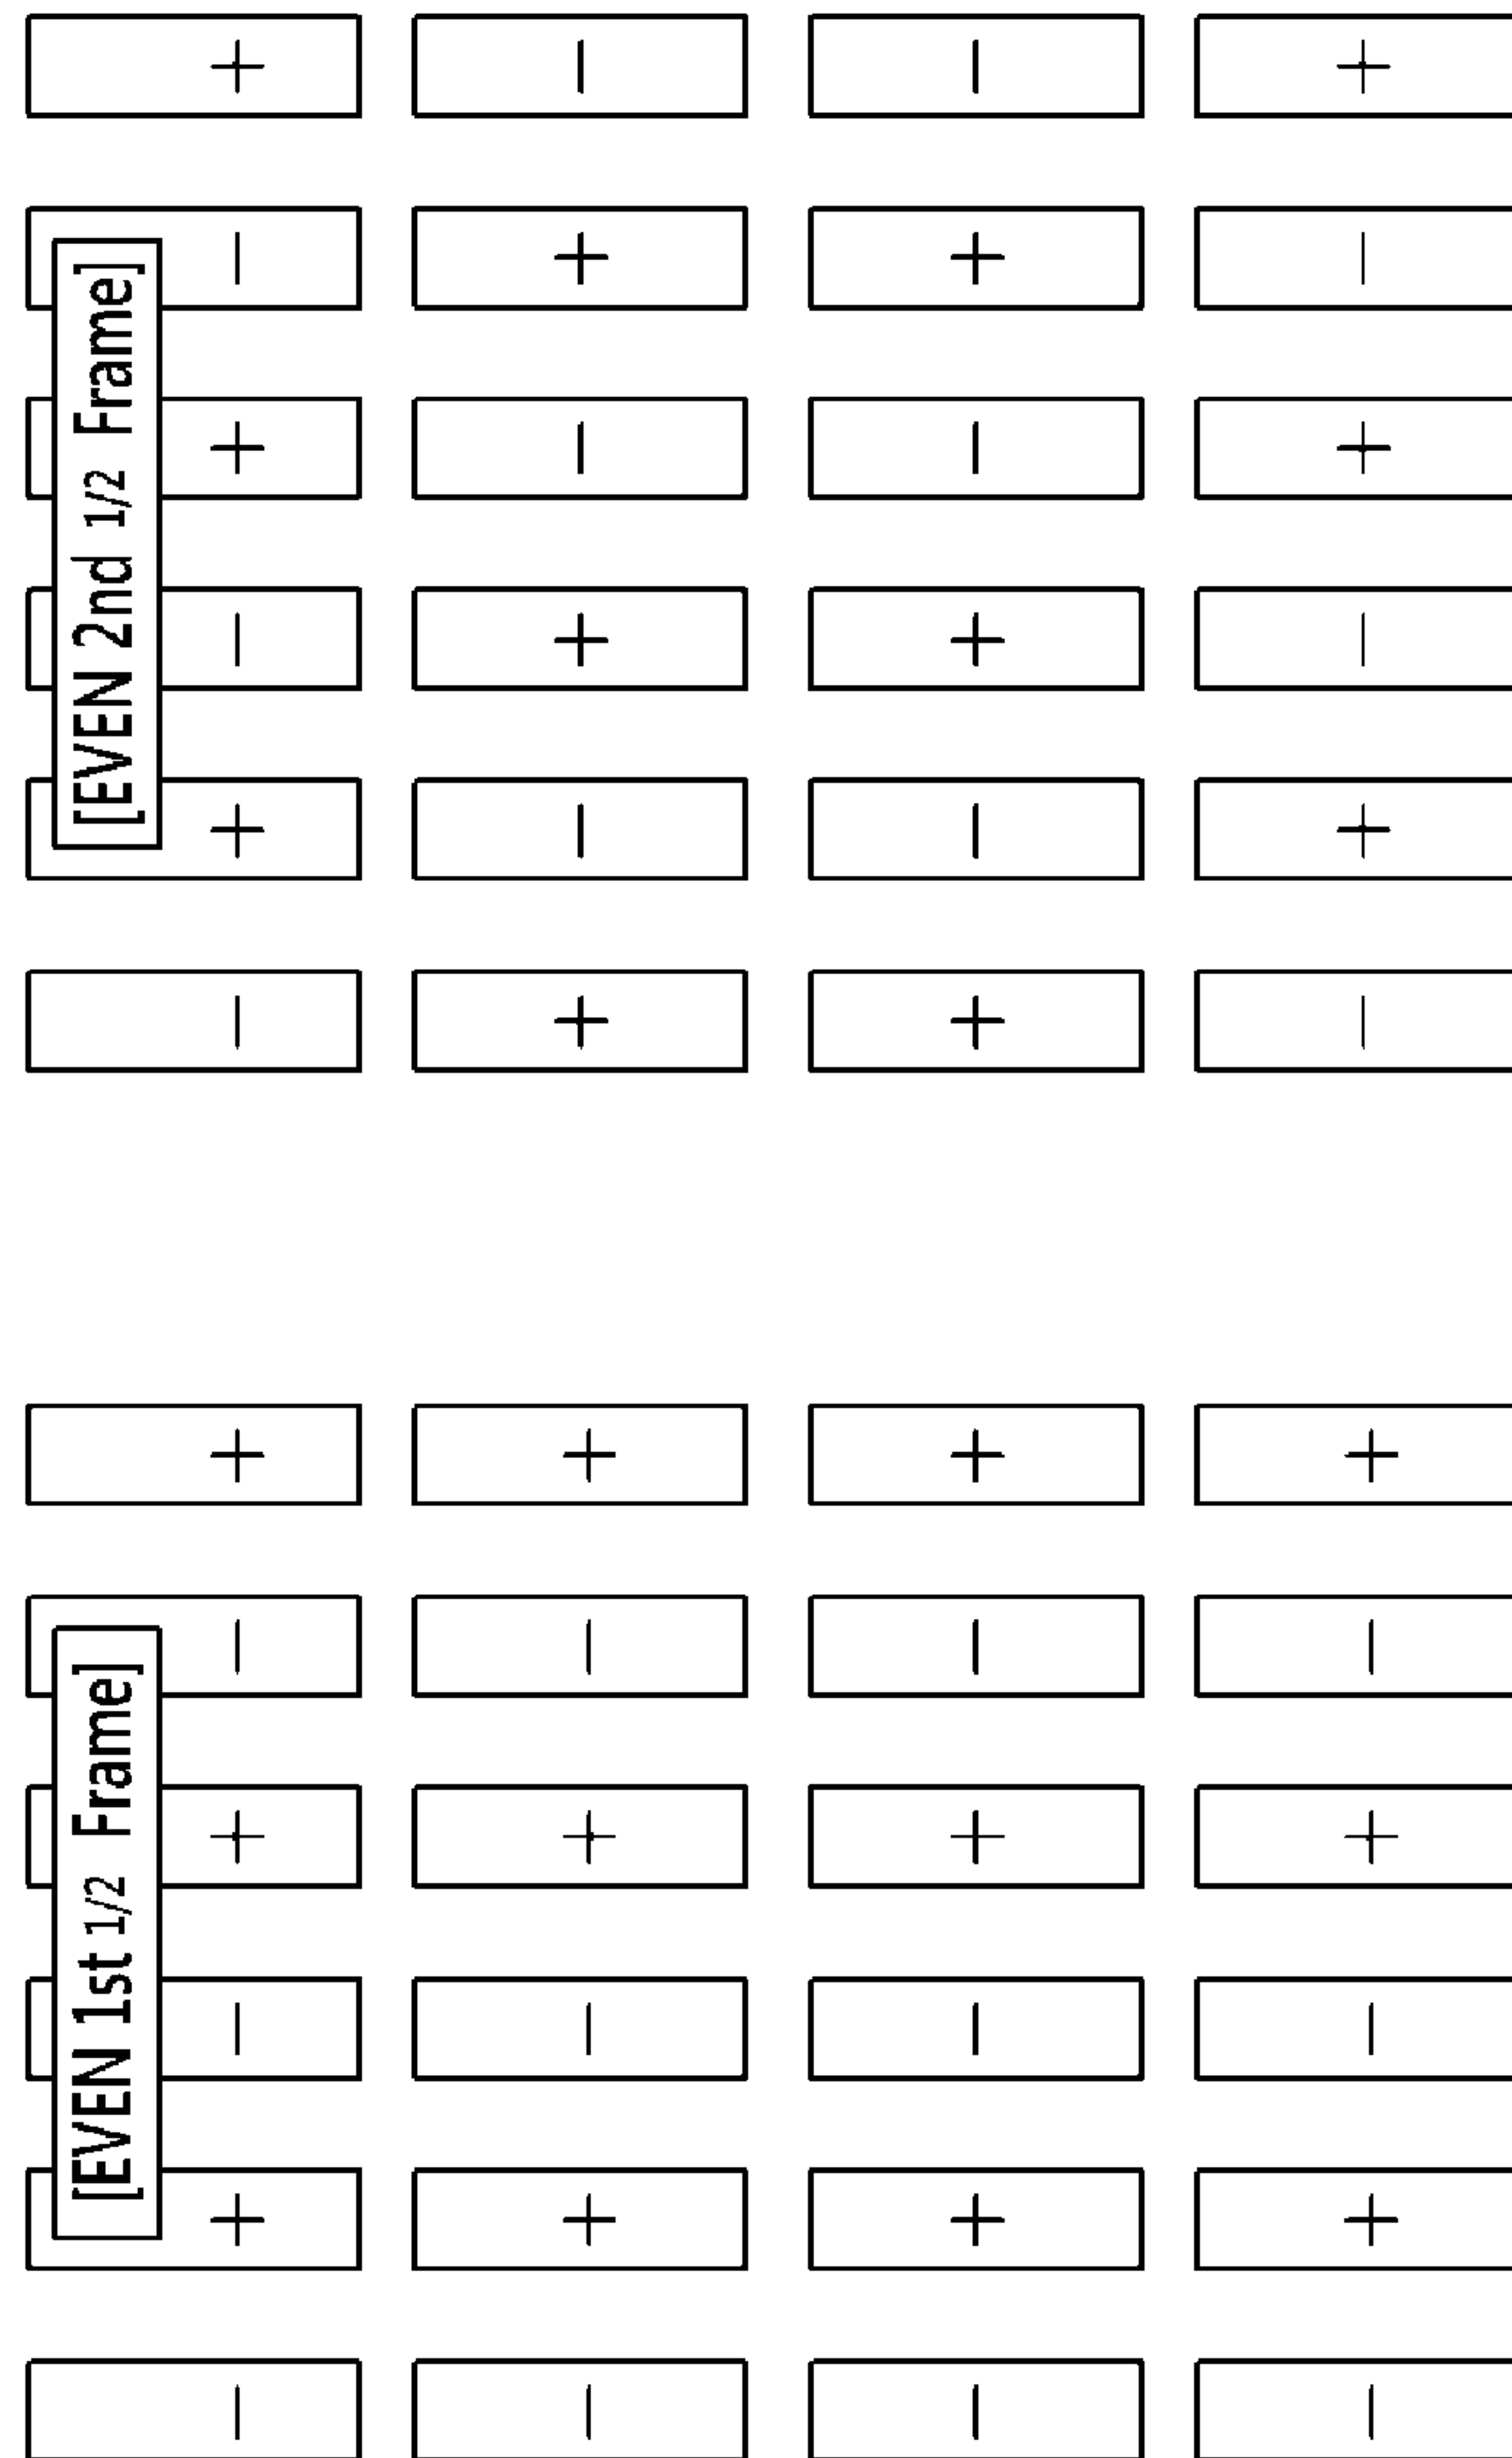 [EVEN 1st 1/2 Frame] [EVEN 2nd 1/2 Frame]
− + − + − + − + − + − +
− + − + − + + − + − + −
− + − + − + + − + − + −
− + − + − + − + − + − +